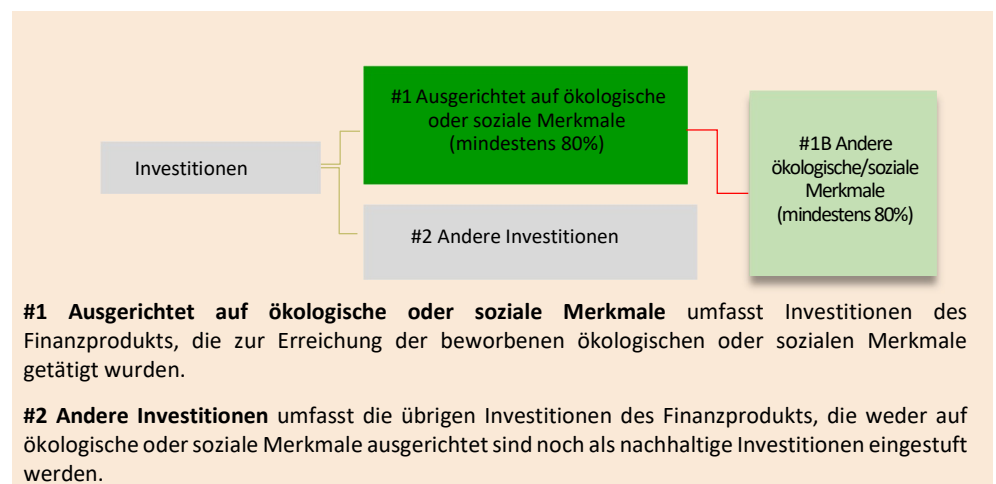 #1 Ausgerichtet auf ökologische
oder soziale Merkmale
(mindestens 80%)
#1B Andere
ökologische/soziale
Merkmale
(mindestens 80%)
Investitionen
#2 Andere Investitionen
#1 Ausgerichtet auf ökologische oder soziale Merkmale umfasst Investitionen des
Finanzprodukts, die zur Erreichung der beworbenen ökologischen oder sozialen Merkmale
getätigt wurden.
#2 Andere Investitionen umfasst die übrigen Investitionen des Finanzprodukts, die weder auf
ökologische oder soziale Merkmale ausgerichtet sind noch als nachhaltige Investitionen eingestuft
werden.